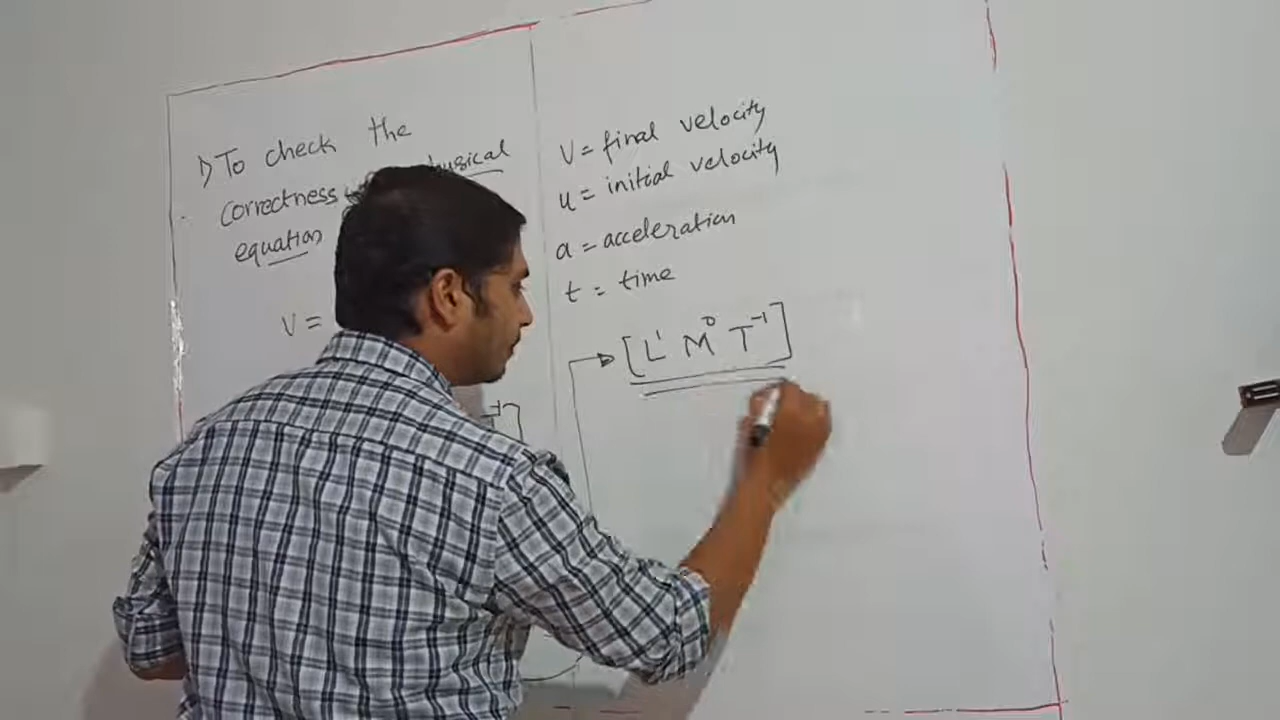 1) To check the
correctness
equation
V =
V = final velocity
u = initial velocity
a = acceleration
t = time
[L¹ M⁰ T⁻¹]